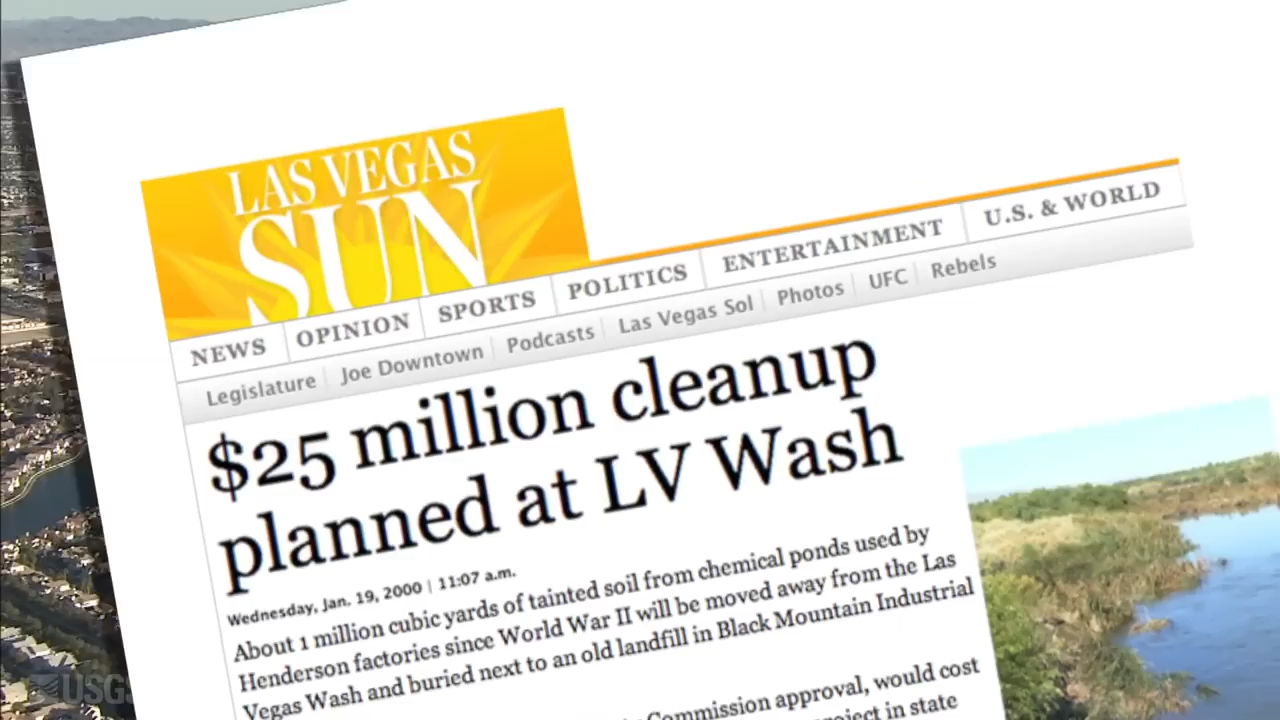 LAS VEGAS
SUN
NEWS OPINION SPORTS POLITICS ENTERTAINMENT U.S. & WORLD
Legislature Joe Downtown Podcasts Las Vegas Sol Photos UFC Rebels
$25 million cleanup
planned at LV Wash
Wednesday, Jan. 19, 2000 | 11:07 a.m.
About 1 million cubic yards of tainted soil from chemical ponds used by
Henderson factories since World War II will be moved away from the Las
Vegas Wash and buried next to an old landfill in Black Mountain Industrial
Commission approval, would cost
in state
USGS